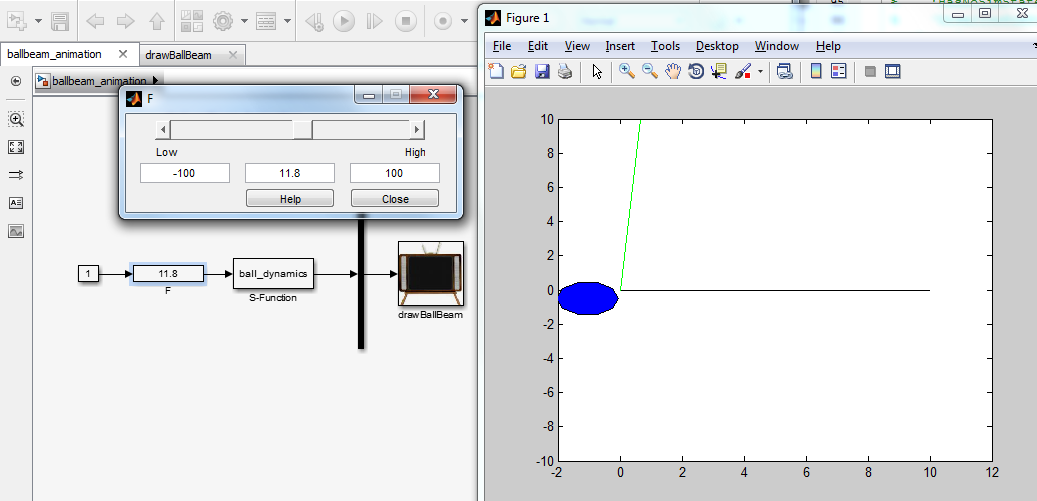 ballbeam_animation
drawBallBeam
ballbeam_animation
F
Low
High
-100
11.8
100
Help
Close
1
11.8
F
ball_dynamics
S-Function
drawBallBeam
Figure 1
File Edit View Insert Tools Desktop Window Help
10
8
6
4
2
0
-2
-4
-6
-8
-10
-2 0 2 4 6 8 10 12